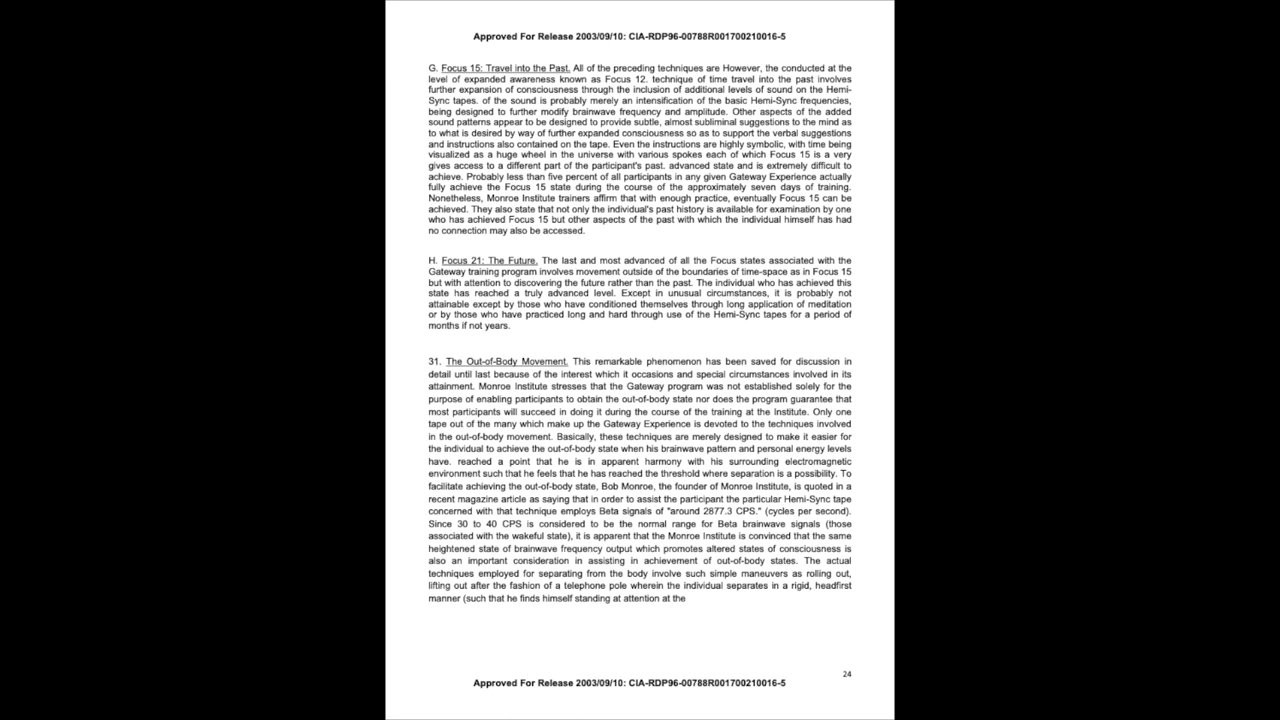 Approved For Release 2003/09/10: CIA-RDP96-00788R001700210016-5
G. Focus 15: Travel into the Past. All of the preceding techniques are However, the conducted at the
level of expanded awareness known as Focus 12. technique of time travel into the past involves
further expansion of consciousness through the inclusion of additional levels of sound on the Hemi-
Sync tapes. of the sound is probably merely an intensification of the basic Hemi-Sync frequencies,
being designed to further modify brainwave frequency and amplitude. Other aspects of the added
sound patterns appear to be designed to provide subtle, almost subliminal suggestions to the mind as
to what is desired by way of further expanded consciousness so as to support the verbal suggestions
and instructions also contained on the tape. Even the instructions are highly symbolic, with time being
visualized as a huge wheel in the universe with various spokes each of which Focus 15 is a very
gives access to a different part of the participant's past. advanced state and is extremely difficult to
achieve. Probably less than five percent of all participants in any given Gateway Experience actually
fully achieve the Focus 15 state during the course of the approximately seven days of training.
Nonetheless, Monroe Institute trainers affirm that with enough practice, eventually Focus 15 can be
achieved. They also state that not only the individual's past history is available for examination by one
who has achieved Focus 15 but other aspects of the past with which the individual himself has had
no connection may also be accessed.
H. Focus 21: The Future. The last and most advanced of all the Focus states associated with the
Gateway training program involves movement outside of the boundaries of time-space as in Focus 15
but with attention to discovering the future rather than the past. The individual who has achieved this
state has reached a truly advanced level. Except in unusual circumstances, it is probably not
attainable except by those who have conditioned themselves through long application of meditation
or by those who have practiced long and hard through use of the Hemi-Sync tapes for a period of
months if not years.
31. The Out-of-Body Movement. This remarkable phenomenon has been saved for discussion in
detail until last because of the interest which it occasions and special circumstances involved in its
attainment. Monroe Institute stresses that the Gateway program was not established solely for the
purpose of enabling participants to obtain the out-of-body state nor does the program guarantee that
most participants will succeed in doing it during the course of the training at the Institute. Only one
tape out of the many which make up the Gateway Experience is devoted to the techniques involved
in the out-of-body movement. Basically, these techniques are merely designed to make it easier for
the individual to achieve the out-of-body state when his brainwave pattern and personal energy levels
have. reached a point that he is in apparent harmony with his surrounding electromagnetic
environment such that he feels that he has reached the threshold where separation is a possibility. To
facilitate achieving the out-of-body state, Bob Monroe, the founder of Monroe Institute, is quoted in a
recent magazine article as saying that in order to assist the participant the particular Hemi-Sync tape
concerned with that technique employs Beta signals of "around 2877.3 CPS." (cycles per second).
Since 30 to 40 CPS is considered to be the normal range for Beta brainwave signals (those
associated with the wakeful state), it is apparent that the Monroe Institute is convinced that the same
heightened state of brainwave frequency output which promotes altered states of consciousness is
also an important consideration in assisting in achievement of out-of-body states. The actual
techniques employed for separating from the body involve such simple maneuvers as rolling out,
lifting out after the fashion of a telephone pole wherein the individual separates in a rigid, headfirst
manner (such that he finds himself standing at attention at the
24
Approved For Release 2003/09/10: CIA-RDP96-00788R001700210016-5